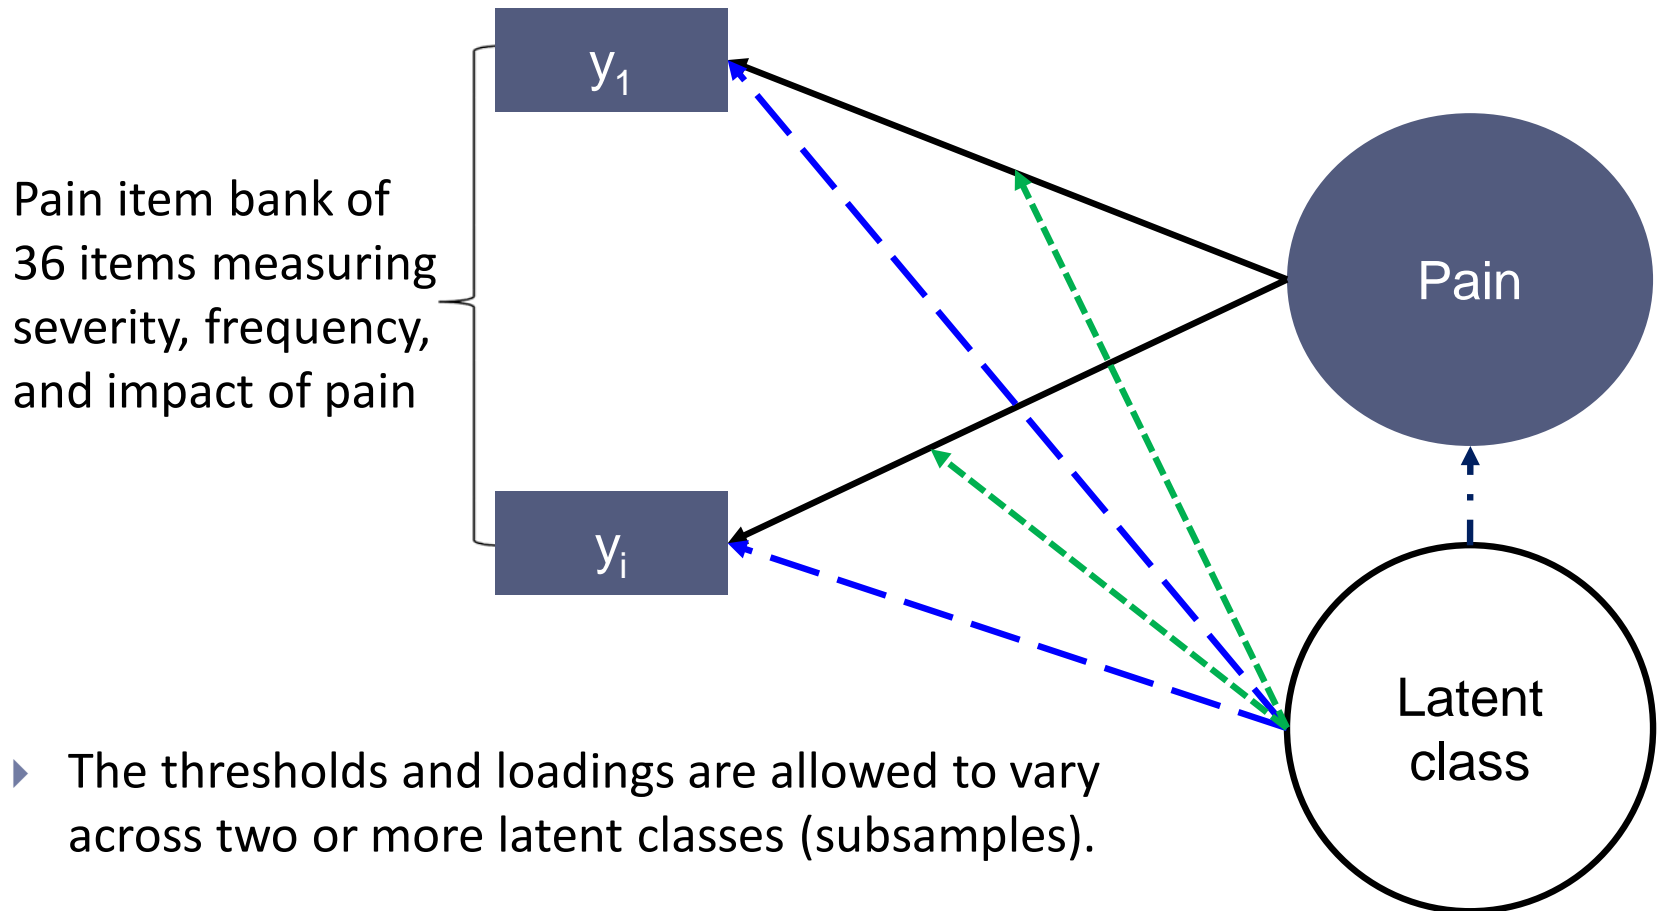 y₁
Pain item bank of
36 items measuring
severity, frequency,
and impact of pain
Pain
yᵢ
Latent
class
The thresholds and loadings are allowed to vary
across two or more latent classes (subsamples).